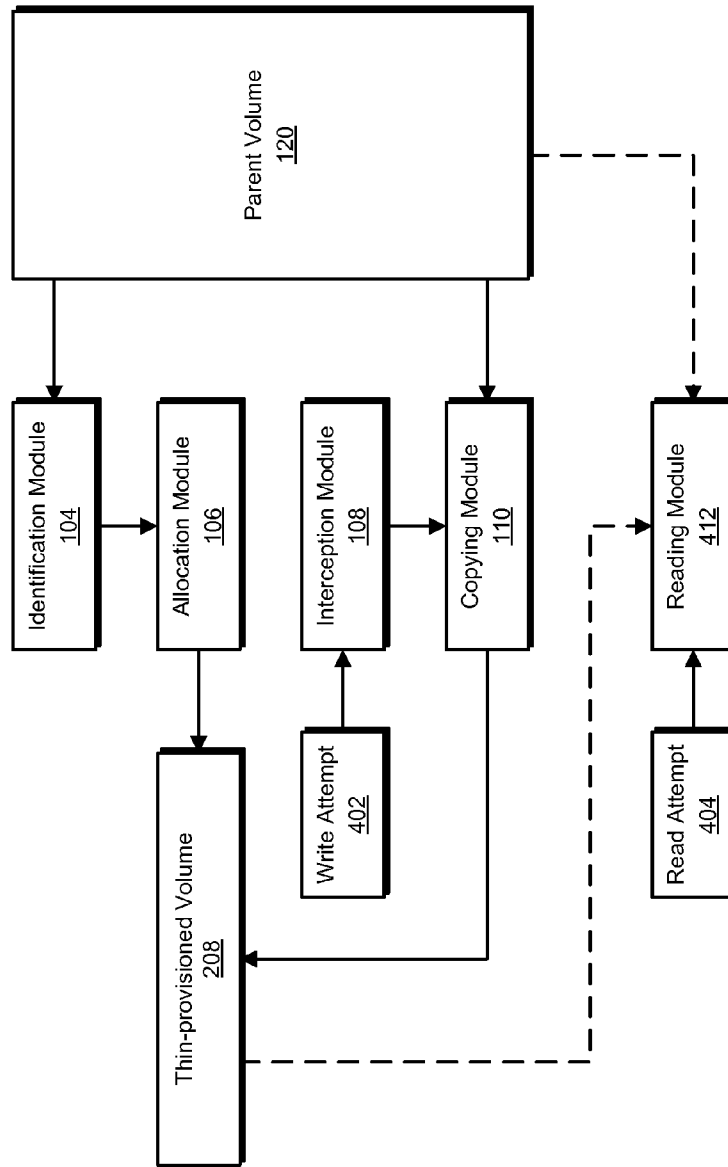 Identification Module
104
Thin-provisioned Volume
208
Allocation Module
106
Parent Volume
120
Write Attempt
402
Interception Module
108
Copying Module
110
Read Attempt
404
Reading Module
412